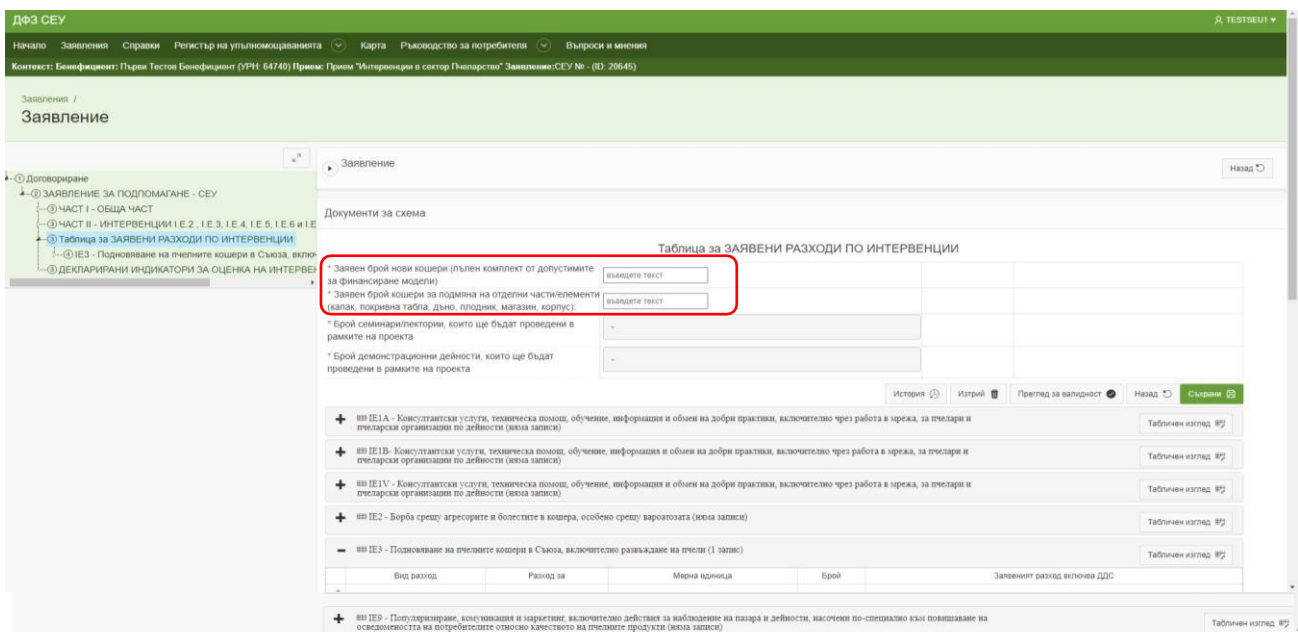 ДФЗ СЕУ
TESTSEU1
Начало Заявления Справки Регистър на упълномощаванията Карта Ръководство за потребителя Въпроси и мнения
Контекст: Бенефициент: Първи Тестов Бенефициент (УРН: 64740) Прием: Прием "Интервенции в сектор Пчеларство" Заявление:СЕУ № - (ID: 20645)
Заявления /
Заявление
Заявление
Назад
1 Договориране
2 ЗАЯВЛЕНИЕ ЗА ПОДПОМАГАНЕ - СЕУ
3 ЧАСТ I - ОБЩА ЧАСТ
3 ЧАСТ II - ИНТЕРВЕНЦИИ I.E.2 , I.E.3, I.E.4, I.E.5, I.E.6 и I.E
3 Таблица за ЗАЯВЕНИ РАЗХОДИ ПО ИНТЕРВЕНЦИИ
4 IE3 - Подновяване на пчелните кошери в Съюза, включ
3 ДЕКЛАРИРАНИ ИНДИКАТОРИ ЗА ОЦЕНКА НА ИНТЕРВЕН
Документи за схема
Таблица за ЗАЯВЕНИ РАЗХОДИ ПО ИНТЕРВЕНЦИИ
* Заявен брой нови кошери (пълен комплект от допустимите
за финансиране модели)
въведете текст
* Заявен брой кошери за подмяна на отделни части/елементи
(капак, покривна табла, дъно, плодник, магазин, корпус):
въведете текст
* Брой семинари/лектории, които ще бъдат проведени в
рамките на проекта
-
* Брой демонстрационни дейности, които ще бъдат
проведени в рамките на проекта
-
История Изтрий Преглед за валидност Назад Съхрани
IE1A - Консултантски услуги, техническа помощ, обучение, информация и обмен на добри практики, включително чрез работа в мрежа, за пчелари и
пчеларски организации по дейности (няма записи)
Табличен изглед
IE1B- Консултантски услуги, техническа помощ, обучение, информация и обмен на добри практики, включително чрез работа в мрежа, за пчелари и
пчеларски организации по дейности (няма записи)
Табличен изглед
IE1V - Консултантски услуги, техническа помощ, обучение, информация и обмен на добри практики, включително чрез работа в мрежа, за пчелари и
пчеларски организации по дейности (няма записи)
Табличен изглед
IE2 - Борба срещу агресорите и болестите в кошера, особено срещу вароатозата (няма записи)
Табличен изглед
IE3 - Подновяване на пчелните кошери в Съюза, включително развъждане на пчели (1 запис)
Табличен изглед
Вид разход Разход за Мерна единица Брой Заявеният разход включва ДДС
IE9 - Популяризиране, комуникация и маркетинг, включително действия за наблюдение на пазара и дейности, насочени по-специално към повишаване на
осведомеността на потребителите относно качеството на пчелните продукти (няма записи)
Табличен изглед